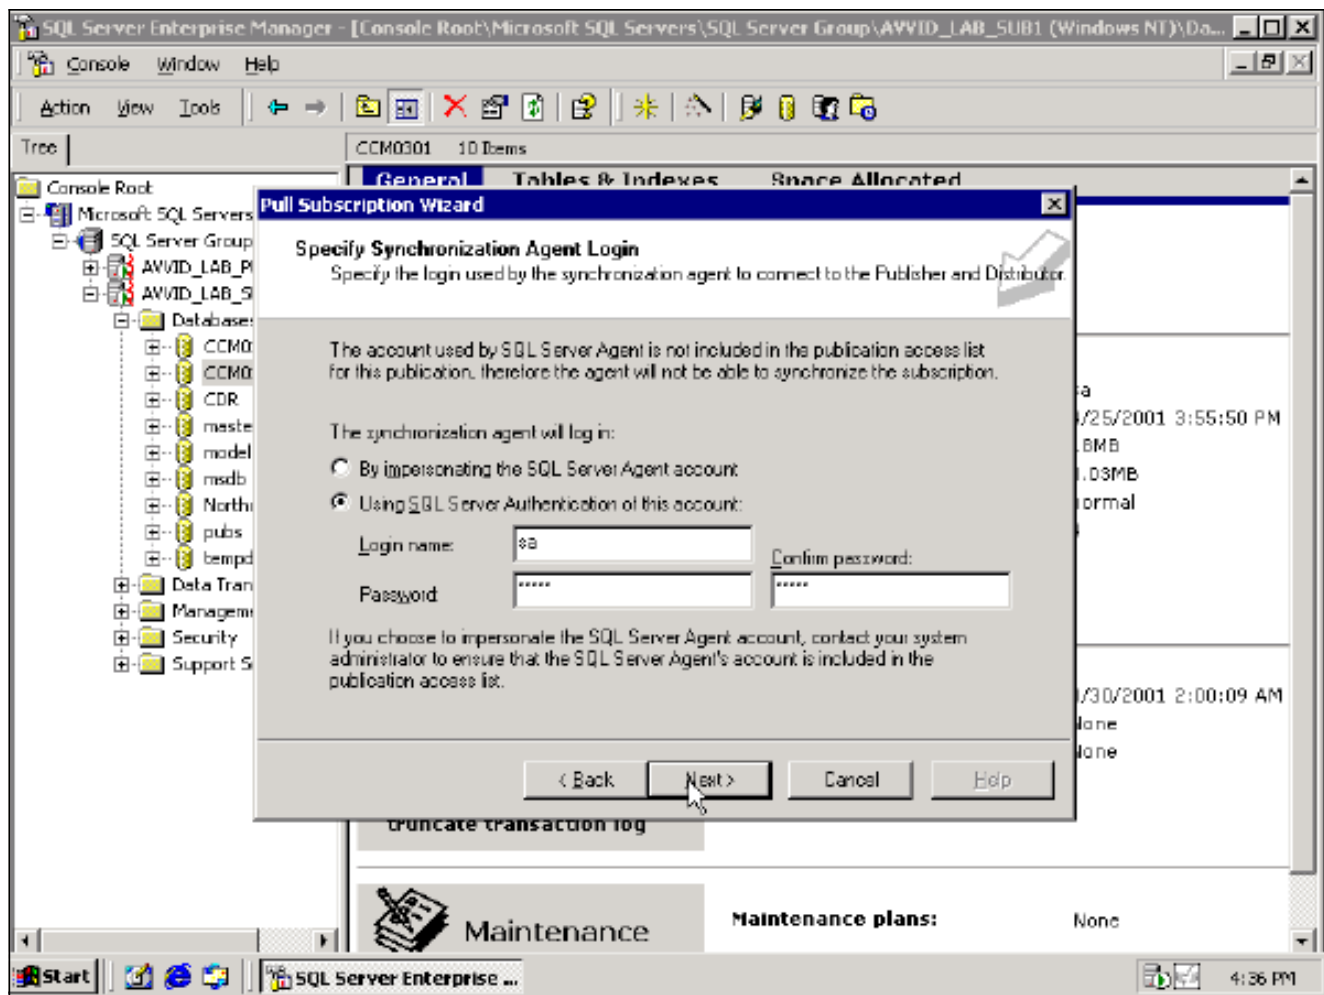 SQL Server Enterprise Manager - [Console Root\Microsoft SQL Servers\SQL Server Group\AVVID_LAB_SUB1 (Windows NT)\Da...
Console Window Help
Action View Tools
Tree
CCM0301 10 Items
General Tables & Indexes Space Allocated
Console Root
Microsoft SQL Servers
SQL Server Group
AVVID_LAB_P
AVVID_LAB_S
Databases
CCM0
CCM0
CDR
maste
model
msdb
North
pubs
tempd
Data Tran
Managem
Security
Support S
Pull Subscription Wizard
Specify Synchronization Agent Login
Specify the login used by the synchronization agent to connect to the Publisher and Distributor.
The account used by SQL Server Agent is not included in the publication access list
for this publication, therefore the agent will not be able to synchronize the subscription.
The synchronization agent will log in:
By impersonating the SQL Server Agent account
Using SQL Server Authentication of this account:
Login name:
sa
Confirm password:
Password:
*****
*****
If you choose to impersonate the SQL Server Agent account, contact your system
administrator to ensure that the SQL Server Agent's account is included in the
publication access list.
< Back Next > Cancel Help
/25/2001 3:55:50 PM
8MB
.03MB
ormal
/30/2001 2:00:09 AM
None
None
truncate transaction log
Maintenance
Maintenance plans: None
Start
SQL Server Enterprise ...
4:36 PM